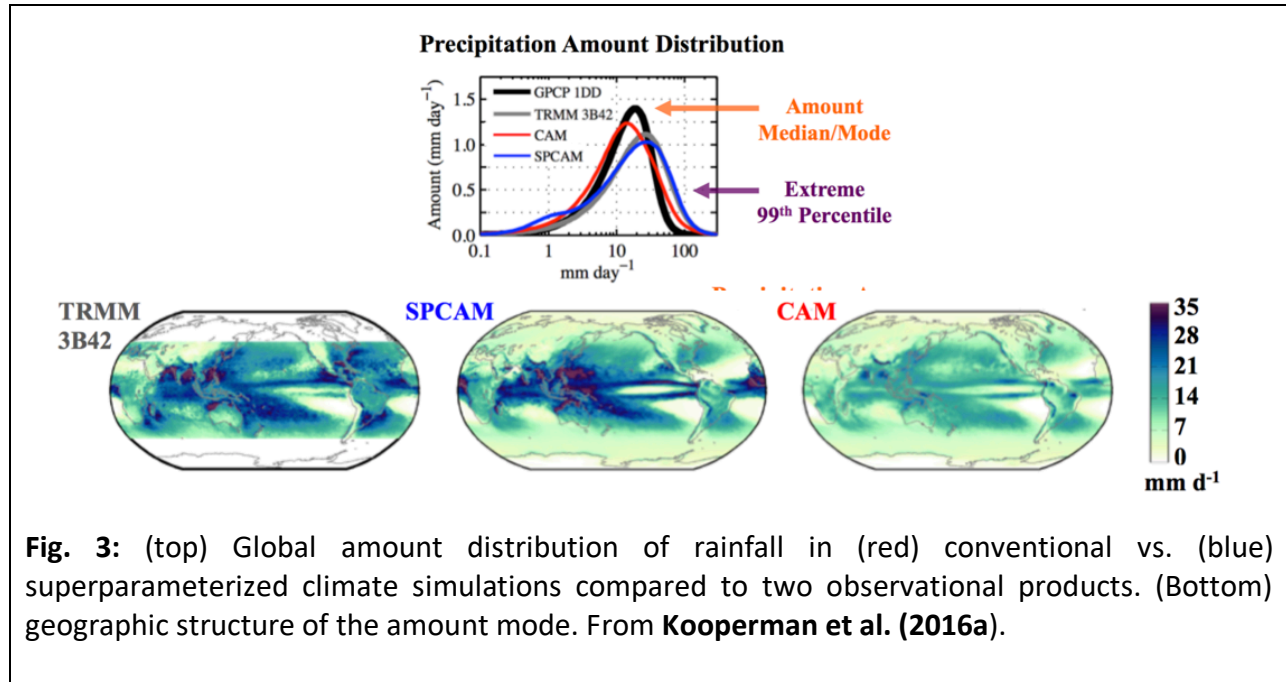 Precipitation Amount Distribution
GPCP 1DD
TRMM 3B42
CAM
SPCAM
Amount (mm day⁻¹)
1.5
1.0
0.5
0.0
0.1
1
10
100
mm day⁻¹
Amount
Median/Mode
Extreme
99th Percentile
TRMM
3B42
SPCAM
CAM
35
28
21
14
7
0
mm d⁻¹
Fig. 3: (top) Global amount distribution of rainfall in (red) conventional vs. (blue)
superparameterized climate simulations compared to two observational products. (Bottom)
geographic structure of the amount mode. From Kooperman et al. (2016a).